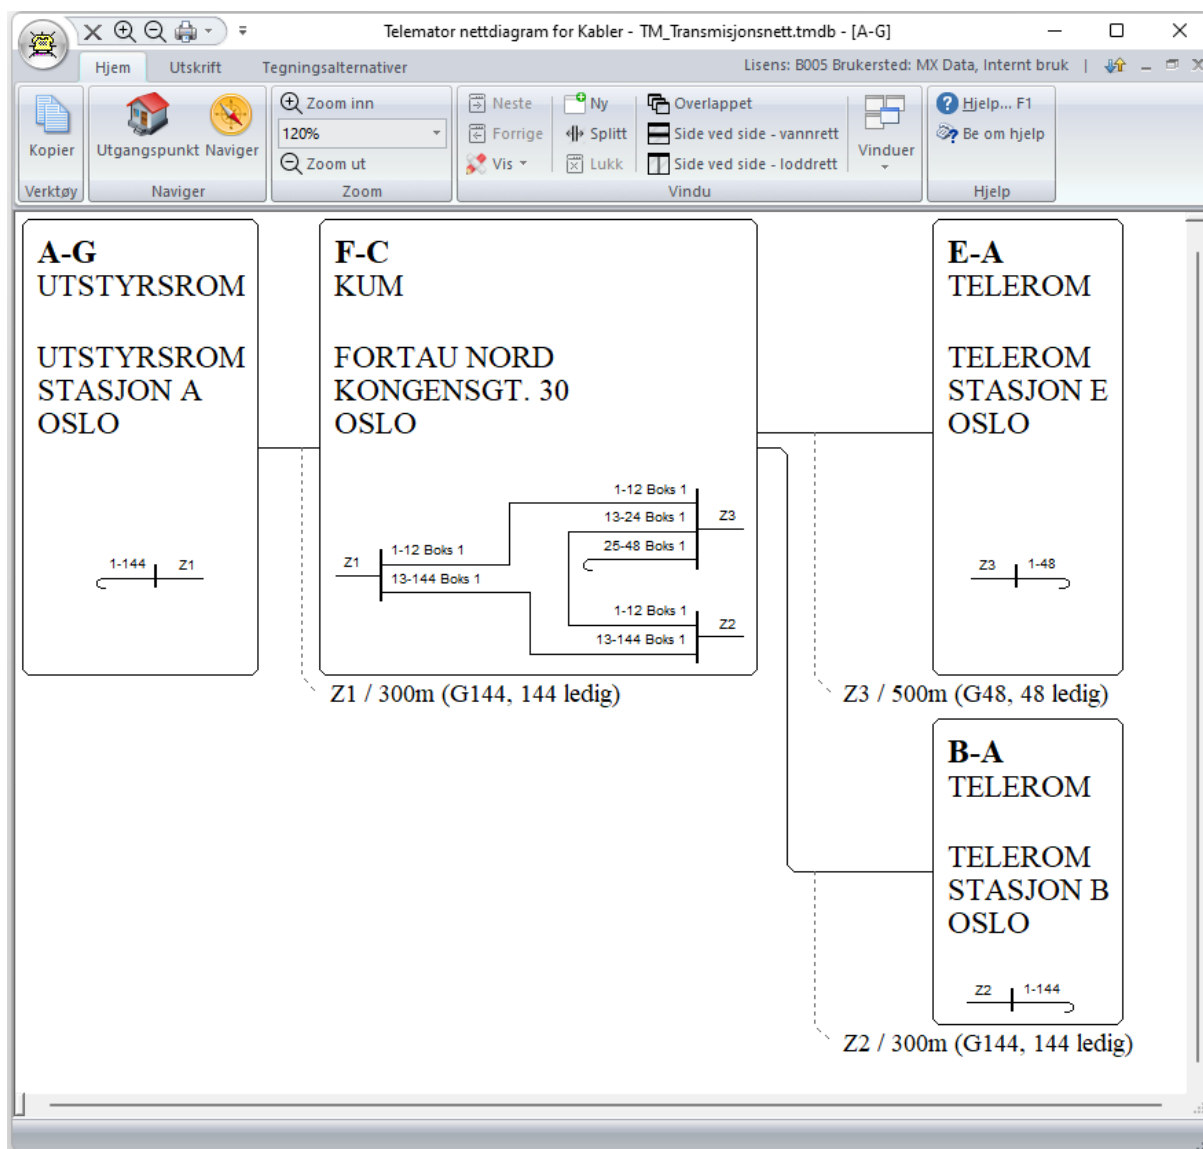 Telemator nettdiagram for Kabler - TM_Transmisjonsnett.tmdb - [A-G]
Hjem Utskrift Tegningsalternativer Lisens: B005 Brukersted: MX Data, Internt bruk
Kopier
Verktøy
Utgangspunkt Naviger
Naviger
Zoom inn
120%
Zoom ut
Zoom
Neste
Forrige
Vis
Ny
Splitt
Lukk
Overlappet
Side ved side - vannrett
Side ved side - loddrett
Vinduer
Vindu
Hjelp... F1
Be om hjelp
Hjelp
A-G
UTSTYRSROM
UTSTYRSROM
STASJON A
OSLO
1-144 Z1
F-C
KUM
FORTAU NORD
KONGENSGT. 30
OSLO
Z1
1-12 Boks 1
13-144 Boks 1
1-12 Boks 1
13-24 Boks 1
25-48 Boks 1
Z3
1-12 Boks 1
13-144 Boks 1
Z2
E-A
TELEROM
TELEROM
STASJON E
OSLO
Z3 1-48
Z1 / 300m (G144, 144 ledig)
Z3 / 500m (G48, 48 ledig)
B-A
TELEROM
TELEROM
STASJON B
OSLO
Z2 1-144
Z2 / 300m (G144, 144 ledig)